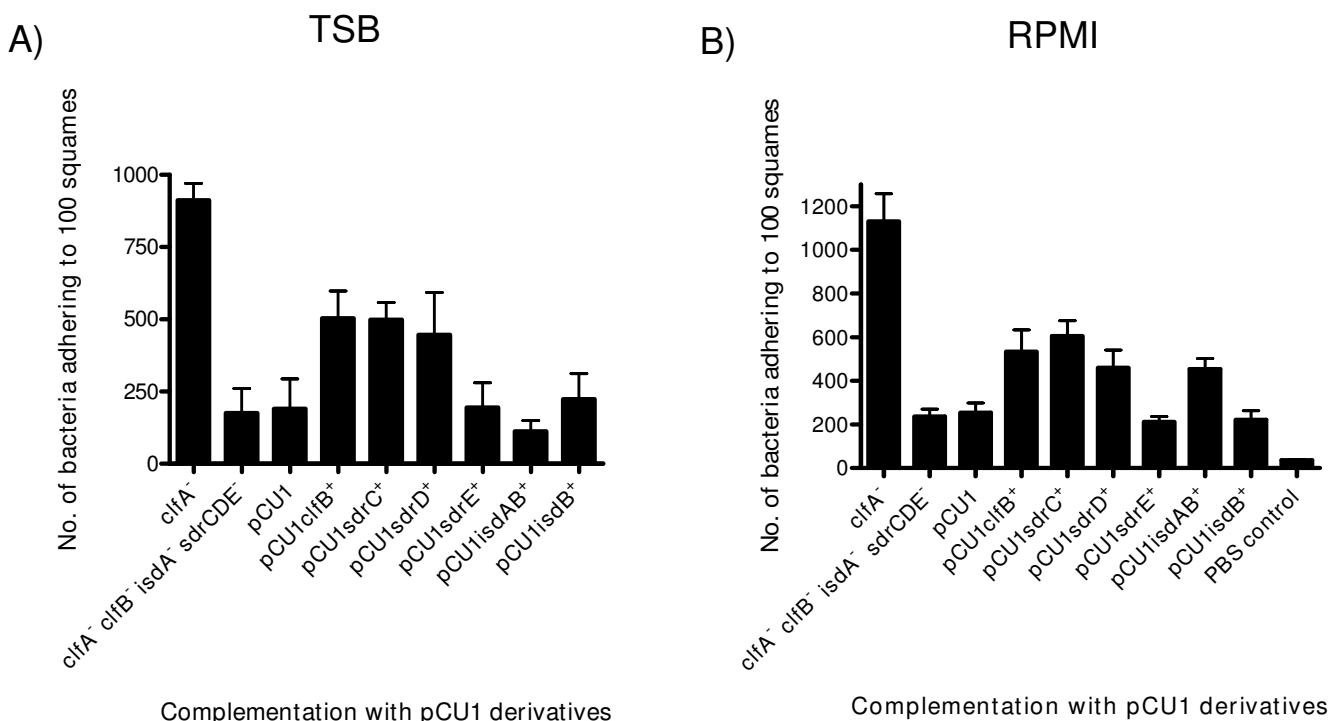 A)
TSB
No. of bacteria adhering to 100 squames
1000
750
500
250
0
clfA⁻
clfA⁻ clfB⁻ isdA⁻ sdrCDE⁻
pCU1
pCU1clfB⁺
pCU1sdrC⁺
pCU1sdrD⁺
pCU1sdrE⁺
pCU1isdAB⁺
pCU1isdB⁺
Complementation with pCU1 derivatives
B)
RPMI
No. of bacteria adhering to 100 squames
1200
1000
800
600
400
200
0
clfA⁻
clfA⁻ clfB⁻ isdA⁻ sdrCDE⁻
pCU1
pCU1clfB⁺
pCU1sdrC⁺
pCU1sdrD⁺
pCU1sdrE⁺
pCU1isdAB⁺
pCU1isdB⁺
PBS control
Complementation with pCU1 derivatives